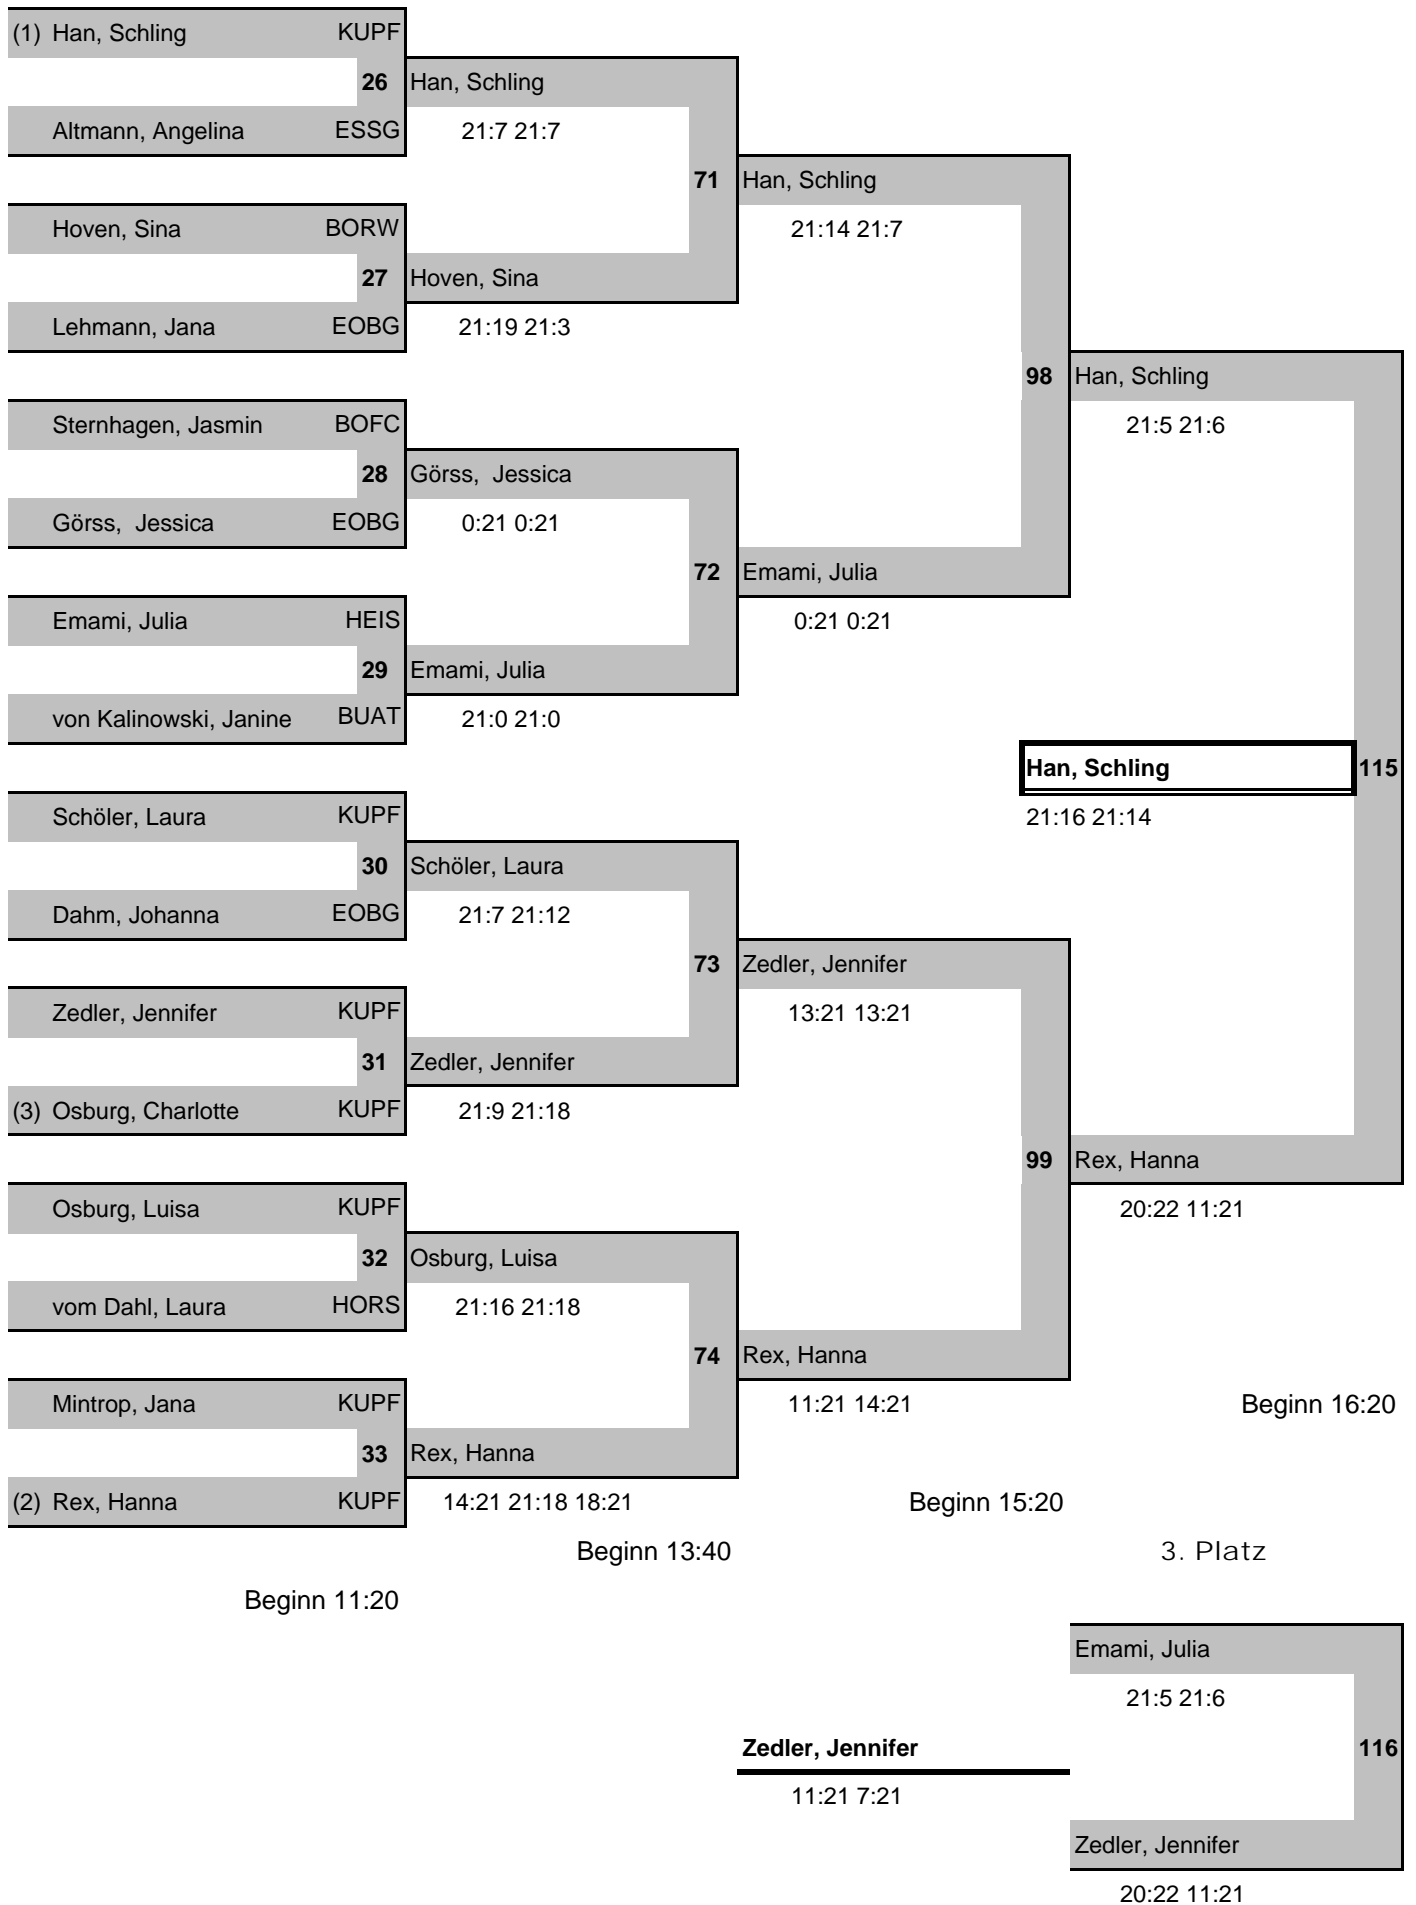 (1) Han, Schling KUPF
26 Han, Schling
Altmann, Angelina ESSG 21:7 21:7
71 Han, Schling
Hoven, Sina BORW 21:14 21:7
27 Hoven, Sina
Lehmann, Jana EOBG 21:19 21:3
98 Han, Schling
Sternhagen, Jasmin BOFC 21:5 21:6
28 Görss,  Jessica
Görss,  Jessica EOBG 0:21 0:21
72 Emami, Julia
Emami, Julia HEIS 0:21 0:21
29 Emami, Julia
von Kalinowski, Janine BUAT 21:0 21:0
Han, Schling 115
Schöler, Laura KUPF 21:16 21:14
30 Schöler, Laura
Dahm, Johanna EOBG 21:7 21:12
73 Zedler, Jennifer
Zedler, Jennifer KUPF 13:21 13:21
31 Zedler, Jennifer
(3) Osburg, Charlotte KUPF 21:9 21:18
99 Rex, Hanna
Osburg, Luisa KUPF 20:22 11:21
32 Osburg, Luisa
vom Dahl, Laura HORS 21:16 21:18
74 Rex, Hanna
Mintrop, Jana KUPF 11:21 14:21 Beginn 16:20
33 Rex, Hanna
(2) Rex, Hanna KUPF 14:21 21:18 18:21 Beginn 15:20
Beginn 13:40 3. Platz
Beginn 11:20
Emami, Julia
21:5 21:6
Zedler, Jennifer 116
11:21 7:21
Zedler, Jennifer
20:22 11:21